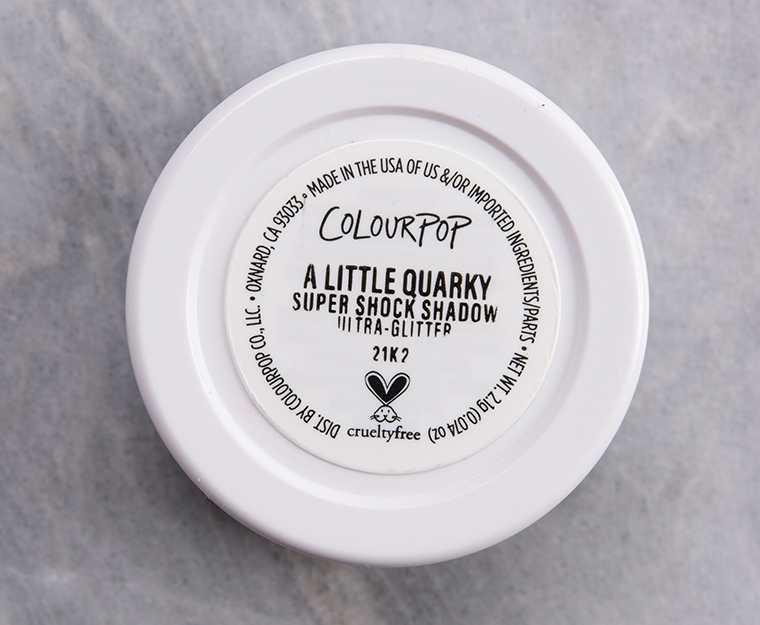 DIST. BY COLOURPOP CO., LLC. • OXNARD, CA 93033 • MADE IN THE USA OF US &/OR IMPORTED INGREDIENTS/PARTS • NET WT. 2.1g (0.074 oz)
COLOURPOP
A LITTLE QUARKY
SUPER SHOCK SHADOW
ULTRA-GLITTER
21K2
crueltyfree